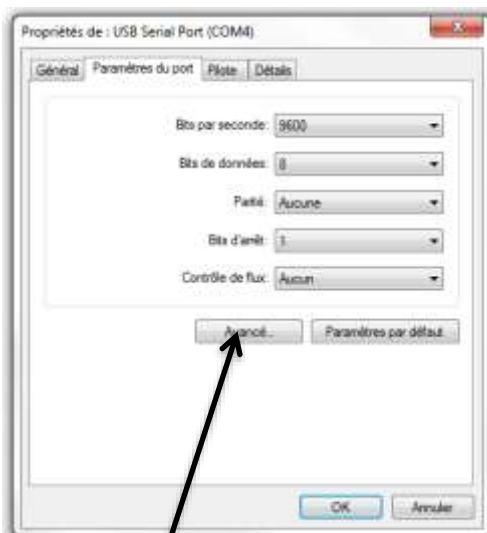 Propriétés de : USB Serial Port (COM4)
Général Paramètres du port Pilote Détails
Bits par seconde: 9600
Bits de données: 8
Parité: Aucune
Bits d'arrêt: 1
Contrôle de flux: Aucun
Avancé... Paramètres par défaut
OK Annuler